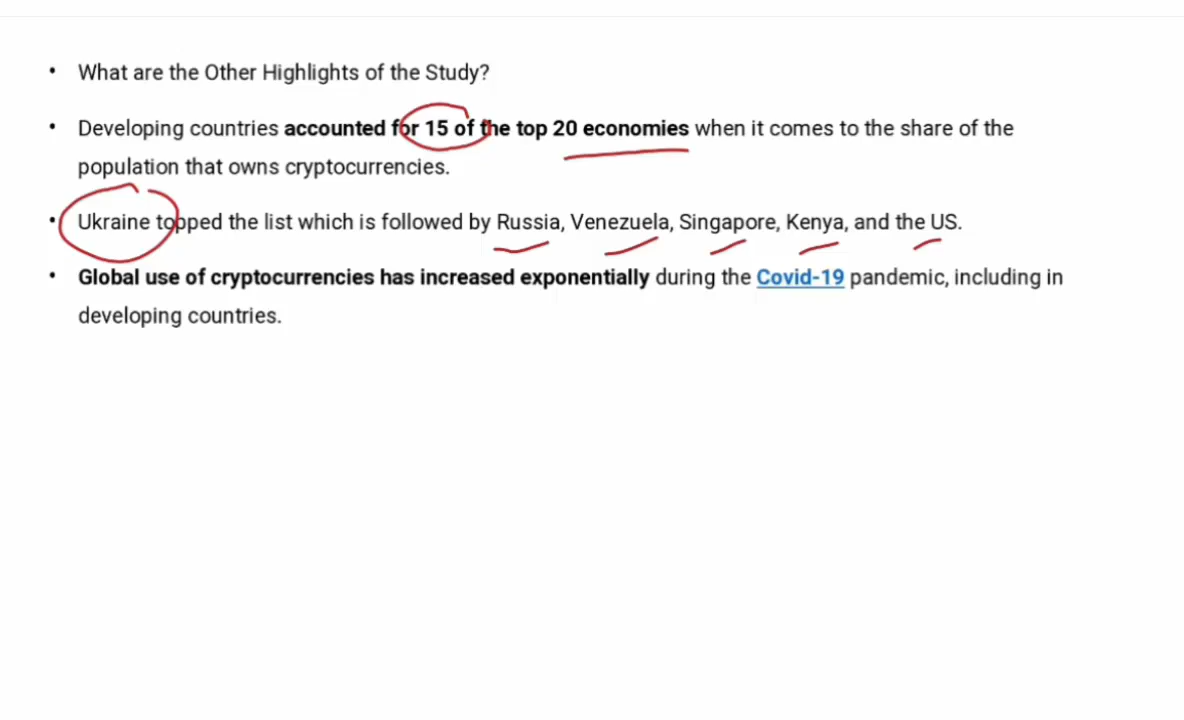 • What are the Other Highlights of the Study?
• Developing countries accounted for 15 of the top 20 economies when it comes to the share of the
population that owns cryptocurrencies.
• Ukraine topped the list which is followed by Russia, Venezuela, Singapore, Kenya, and the US.
• Global use of cryptocurrencies has increased exponentially during the Covid-19 pandemic, including in
developing countries.